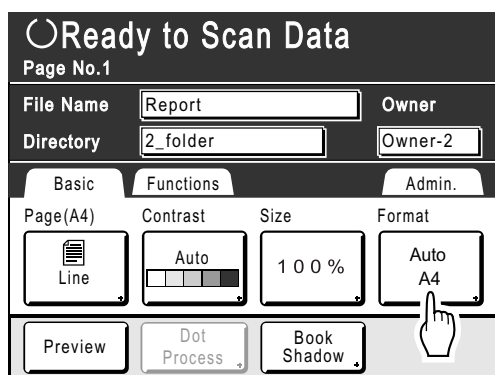 Ready to Scan Data
Page No.1
File Name Report Owner
Directory 2_folder Owner-2
Basic Functions Admin.
Page(A4) Contrast Size Format
Line Auto 100% Auto
A4
Preview Dot Process Book Shadow